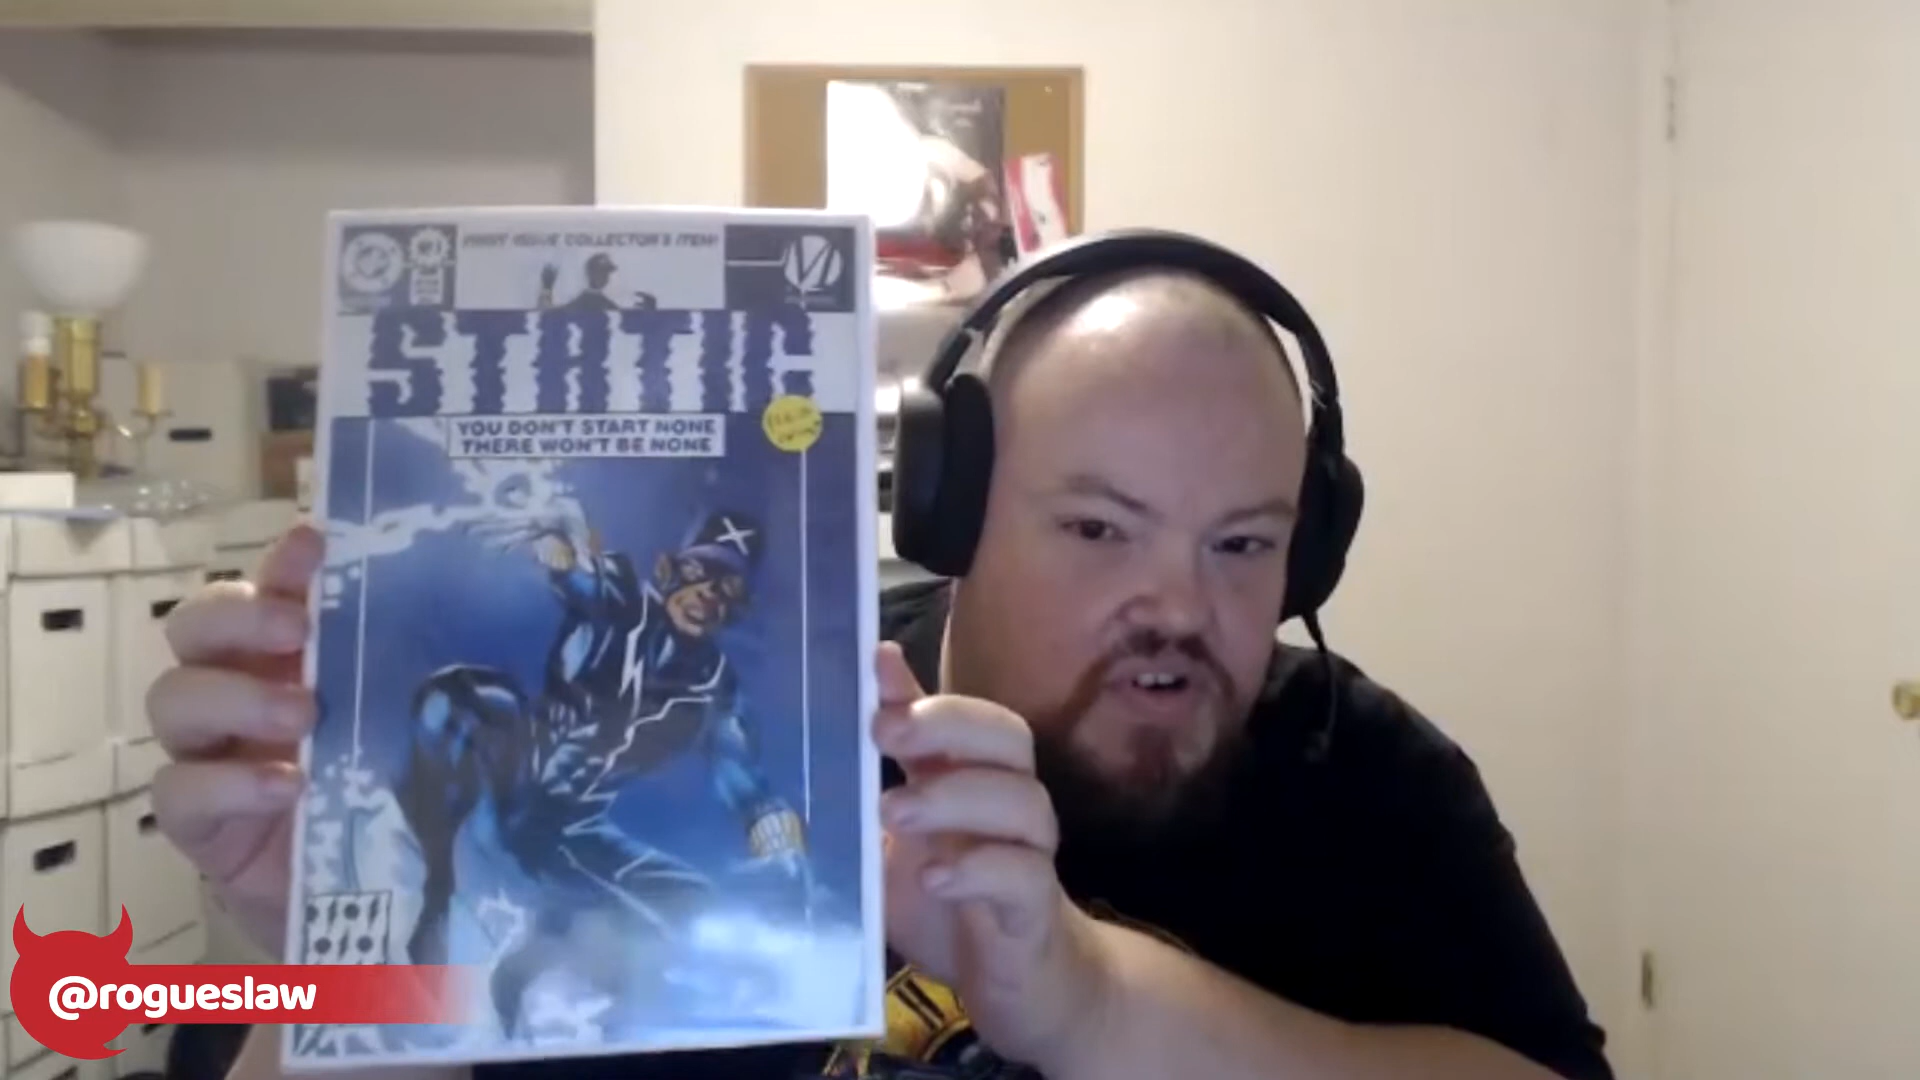 FIRST ISSUE COLLECTOR'S ITEM!
STATIC
YOU DON'T START NONE
THERE WON'T BE NONE
@rogueslaw